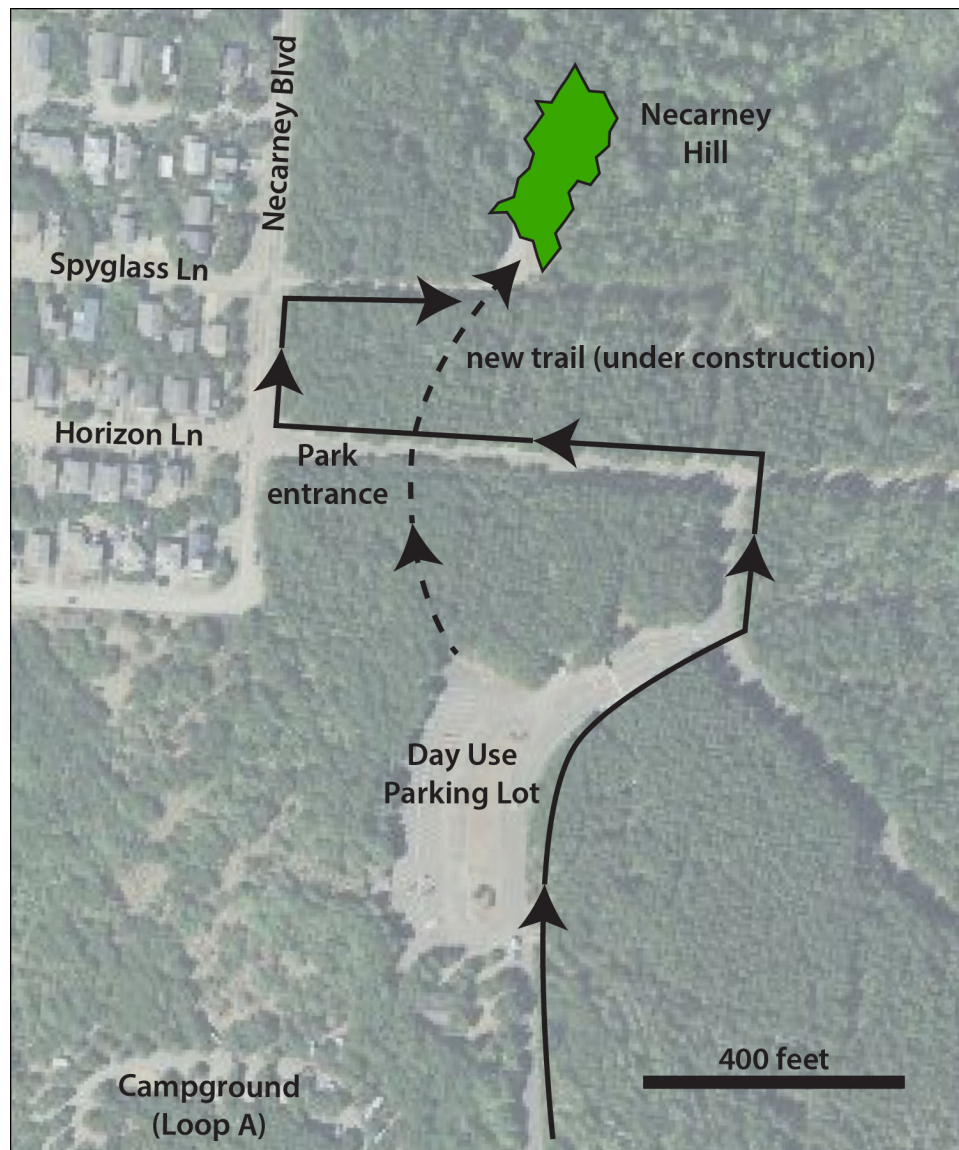 Necarney Blvd
Necarney
Hill
Spyglass Ln
new trail (under construction)
Horizon Ln
Park
entrance
Day Use
Parking Lot
400 feet
Campground
(Loop A)